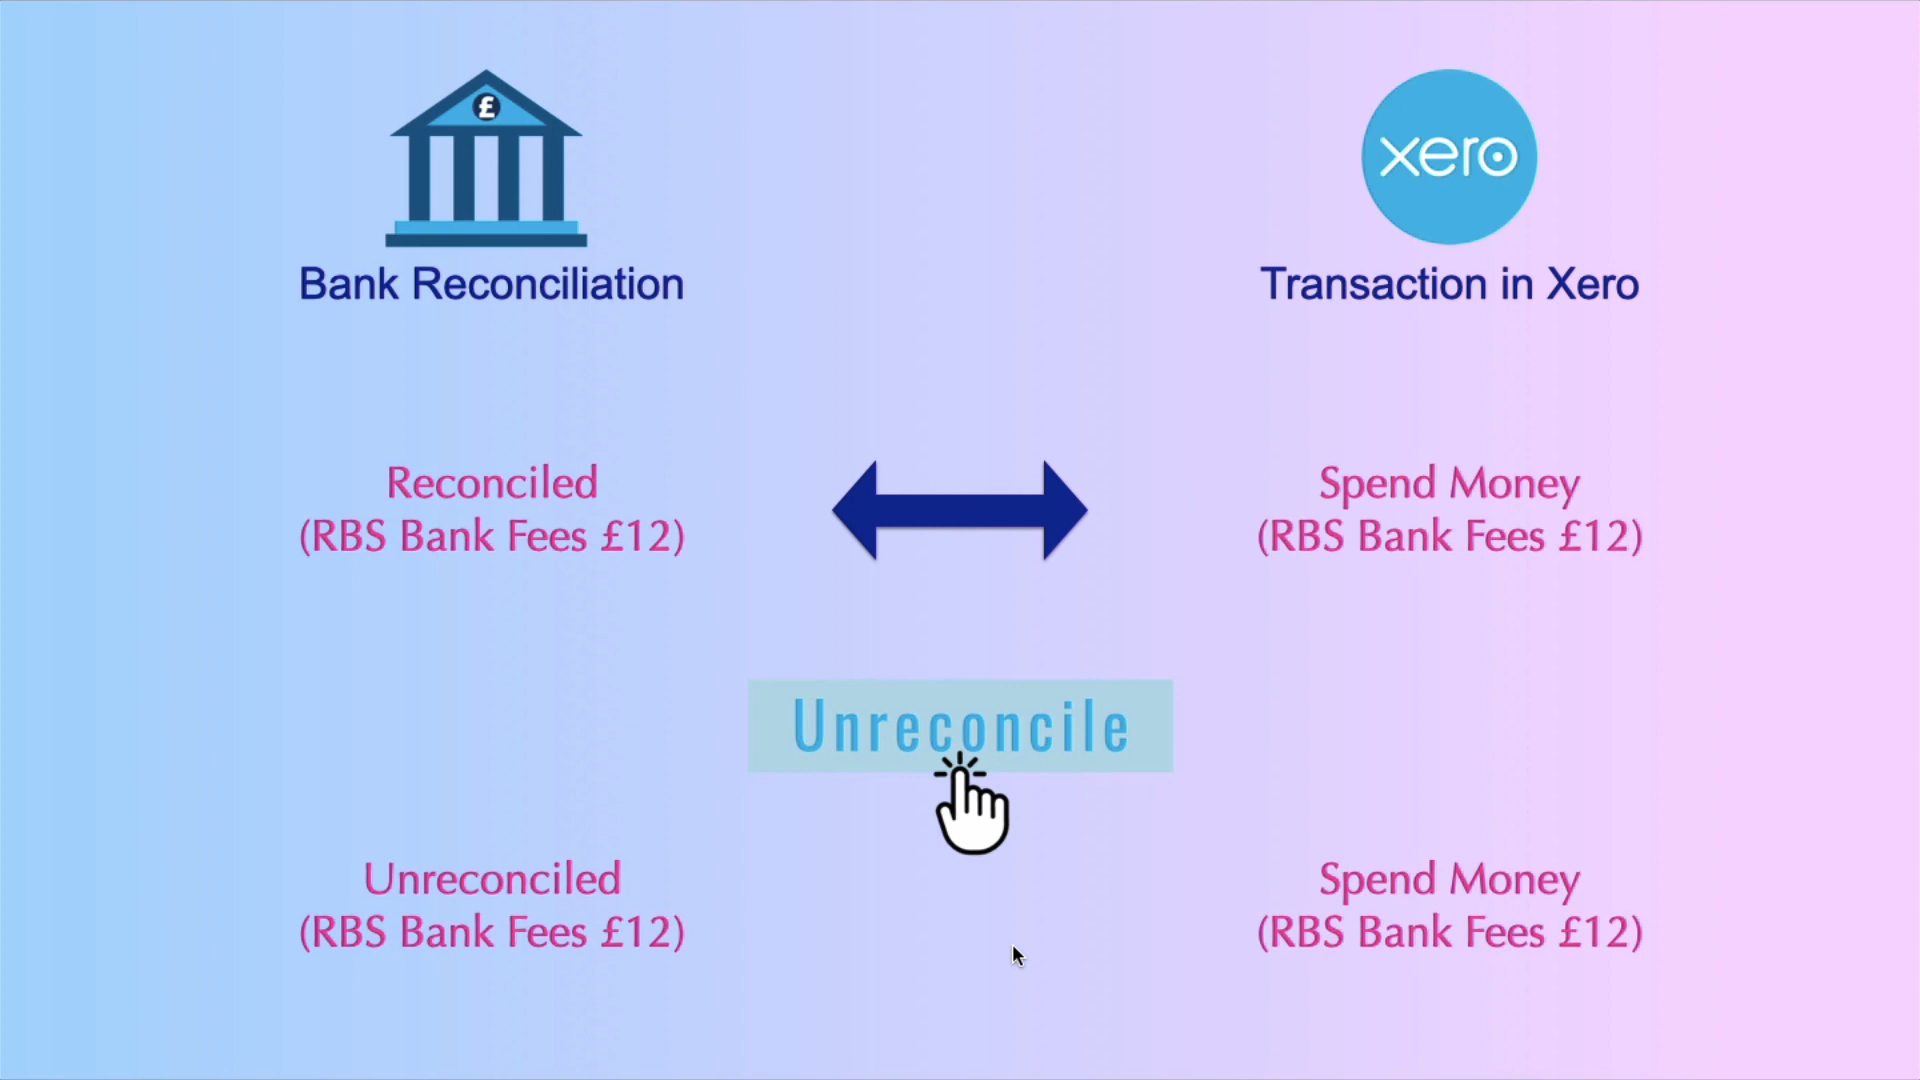 £
xero
Bank Reconciliation
Transaction in Xero
Reconciled
(RBS Bank Fees £12)
Spend Money
(RBS Bank Fees £12)
Unreconcile
Unreconciled
(RBS Bank Fees £12)
Spend Money
(RBS Bank Fees £12)